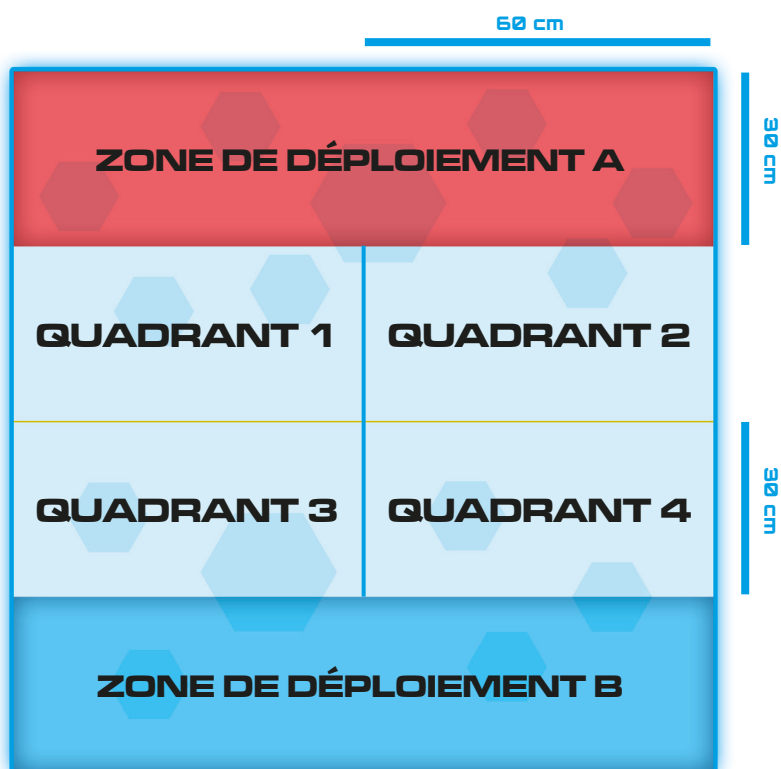 60 cm
30 cm
ZONE DE DÉPLOIEMENT A
QUADRANT 1
QUADRANT 2
QUADRANT 3
QUADRANT 4
30 cm
ZONE DE DÉPLOIEMENT B